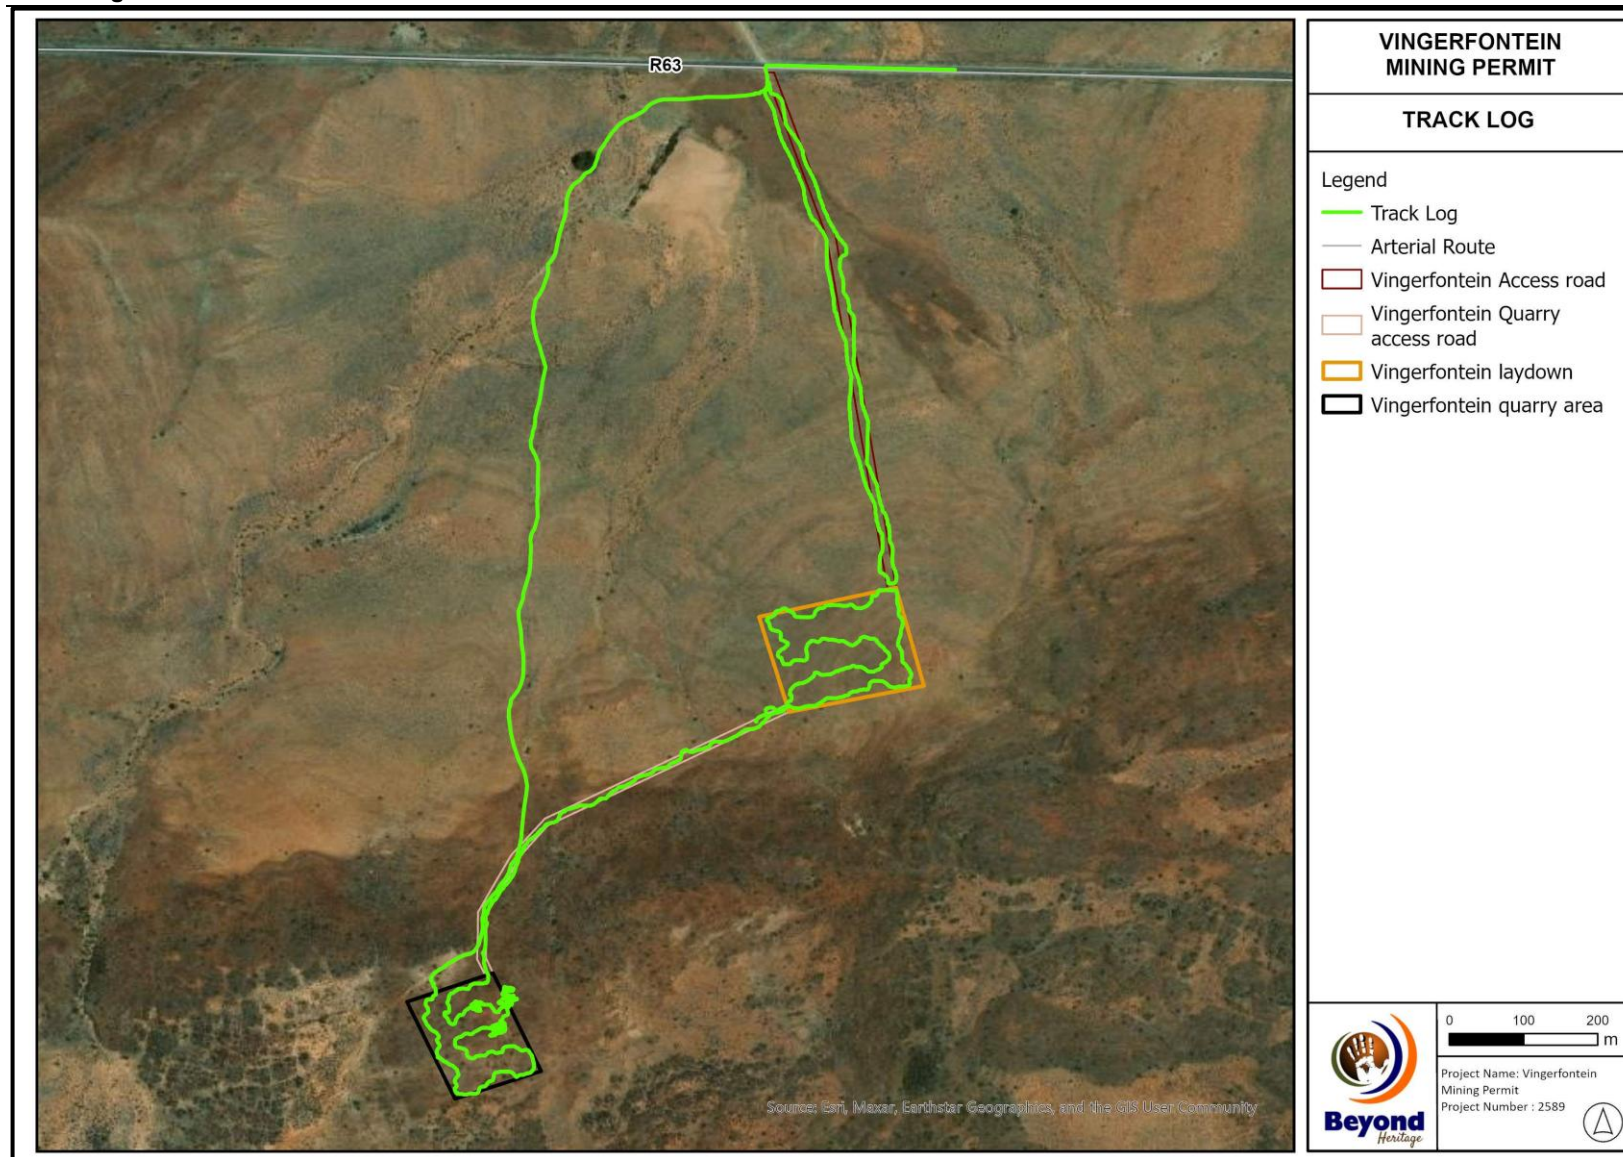 R63
Source: Esri, Maxar, Earthstar Geographics, and the GIS User Community
VINGERFONTEIN
MINING PERMIT
TRACK LOG
Legend
Track Log
Arterial Route
Vingerfontein Access road
Vingerfontein Quarry
access road
Vingerfontein laydown
Vingerfontein quarry area
Beyond
Heritage
0 100 200
m
Project Name: Vingerfontein
Mining Permit
Project Number : 2589